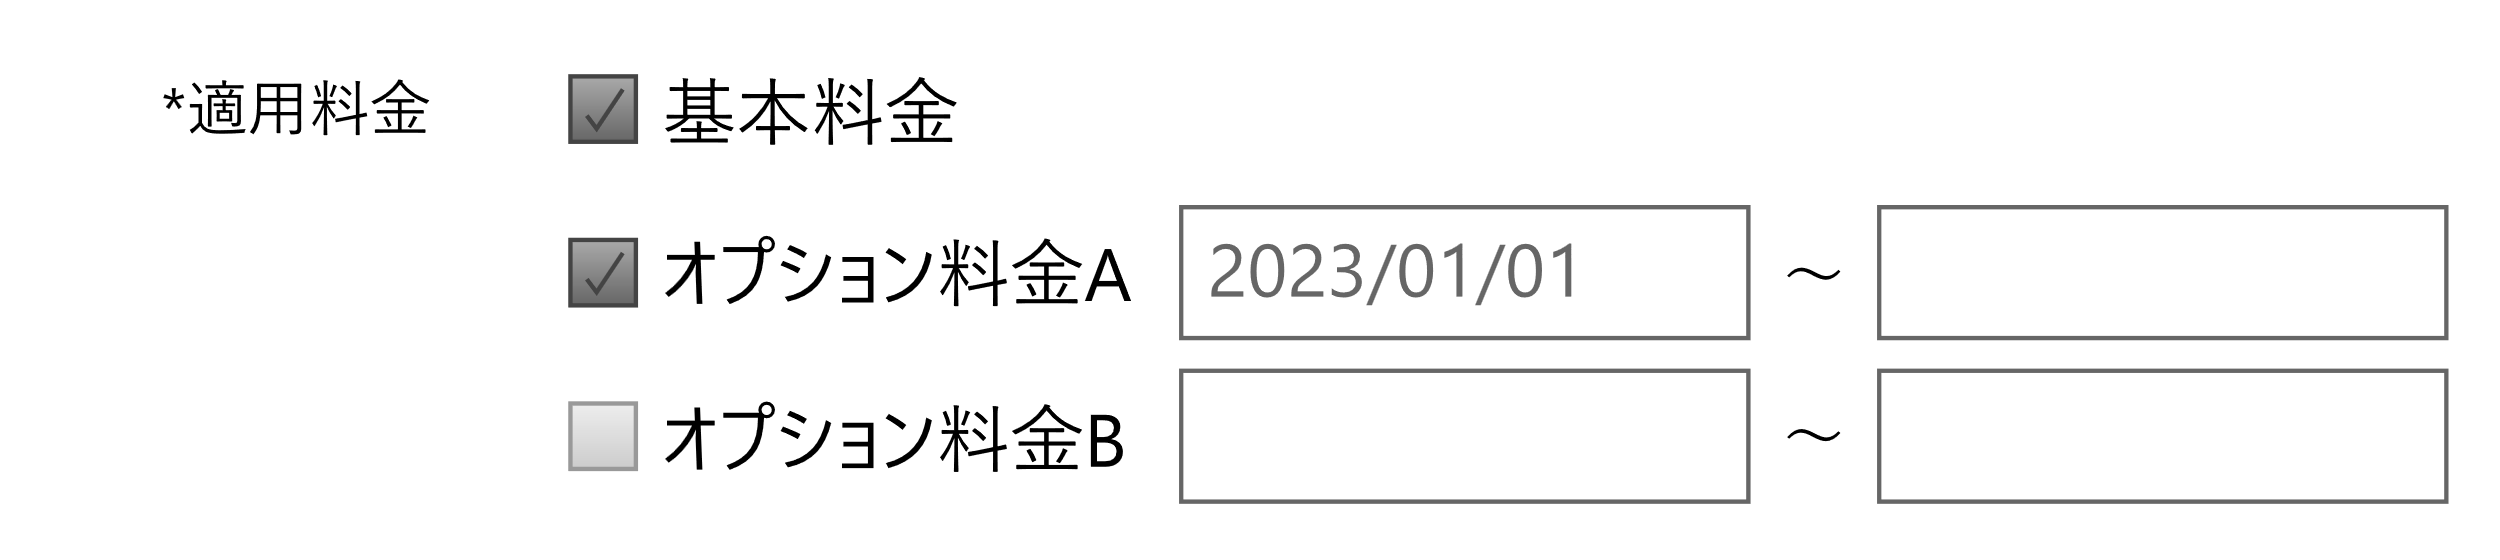 *適用料金 基本料金
オプション料金A 2023/01/01 ～
オプション料金B ～